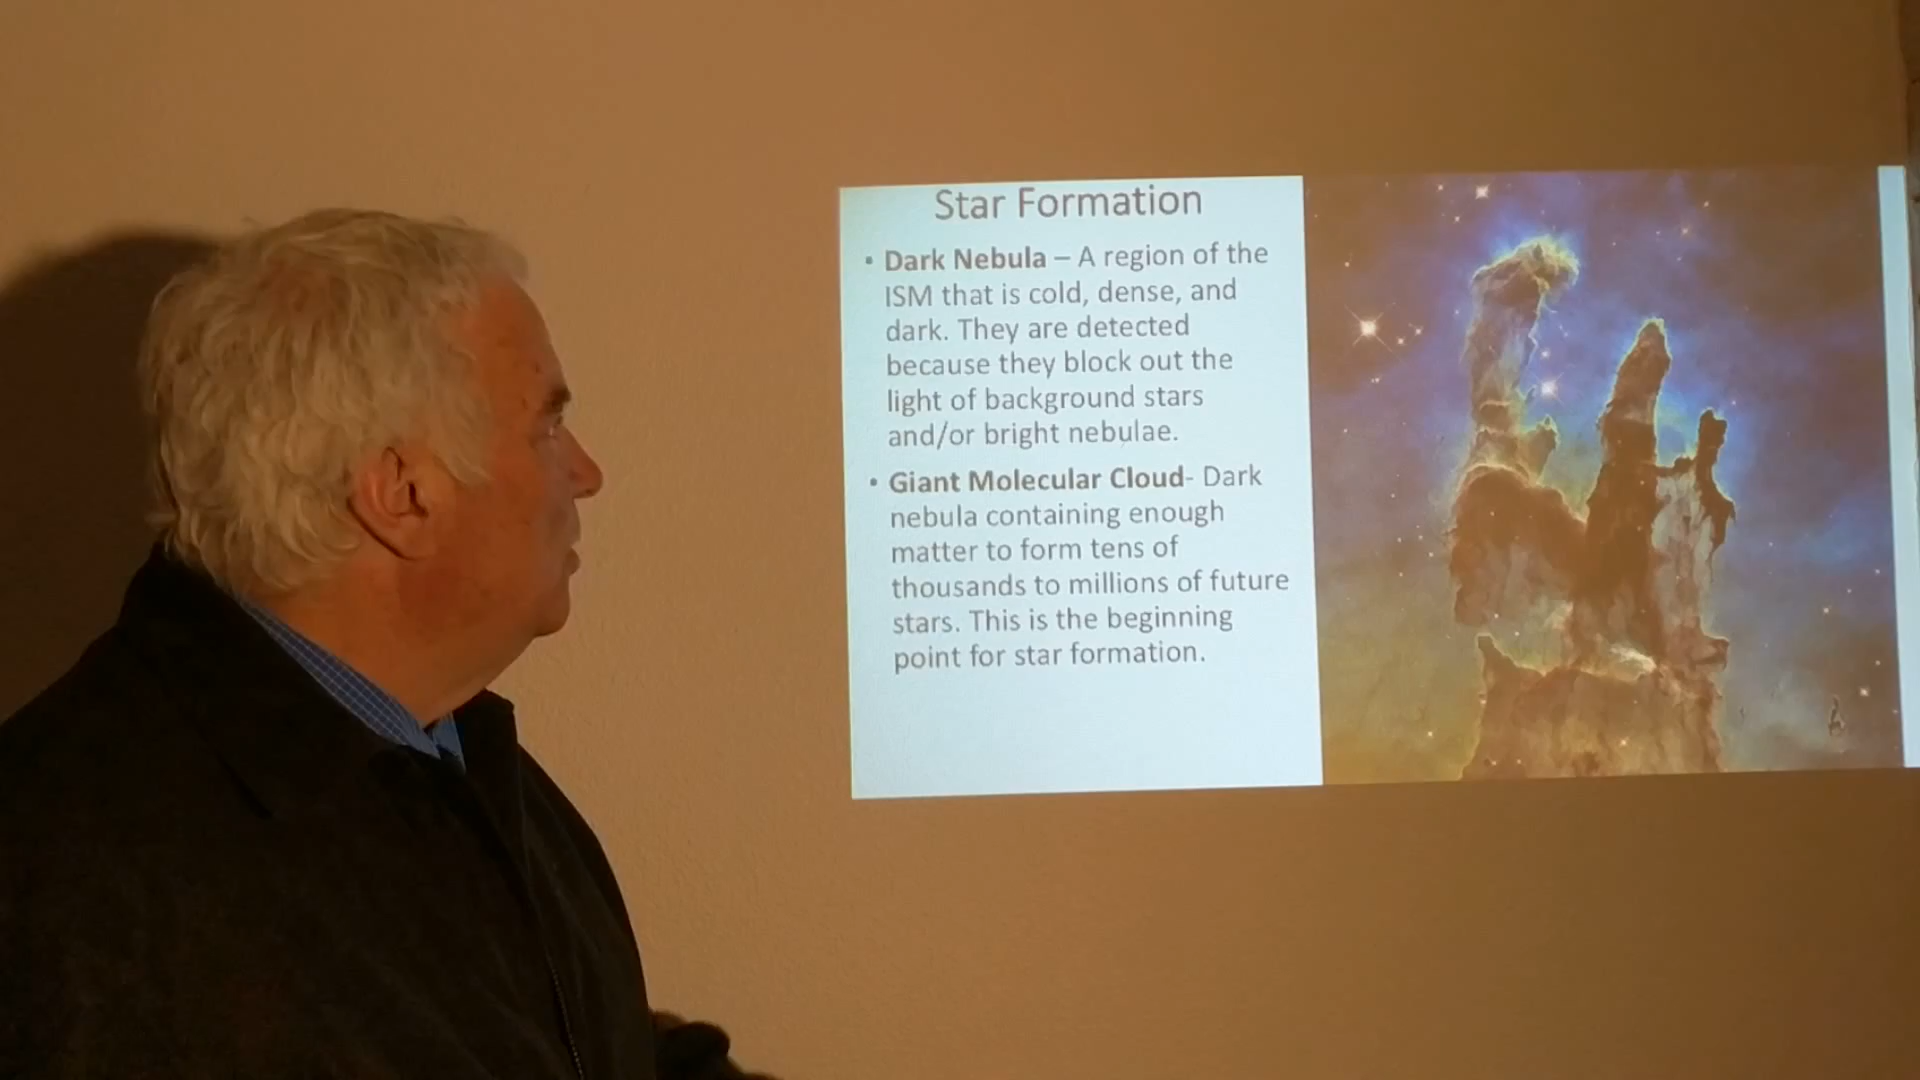 Star Formation
• Dark Nebula – A region of the
ISM that is cold, dense, and
dark. They are detected
because they block out the
light of background stars
and/or bright nebulae.
• Giant Molecular Cloud- Dark
nebula containing enough
matter to form tens of
thousands to millions of future
stars. This is the beginning
point for star formation.